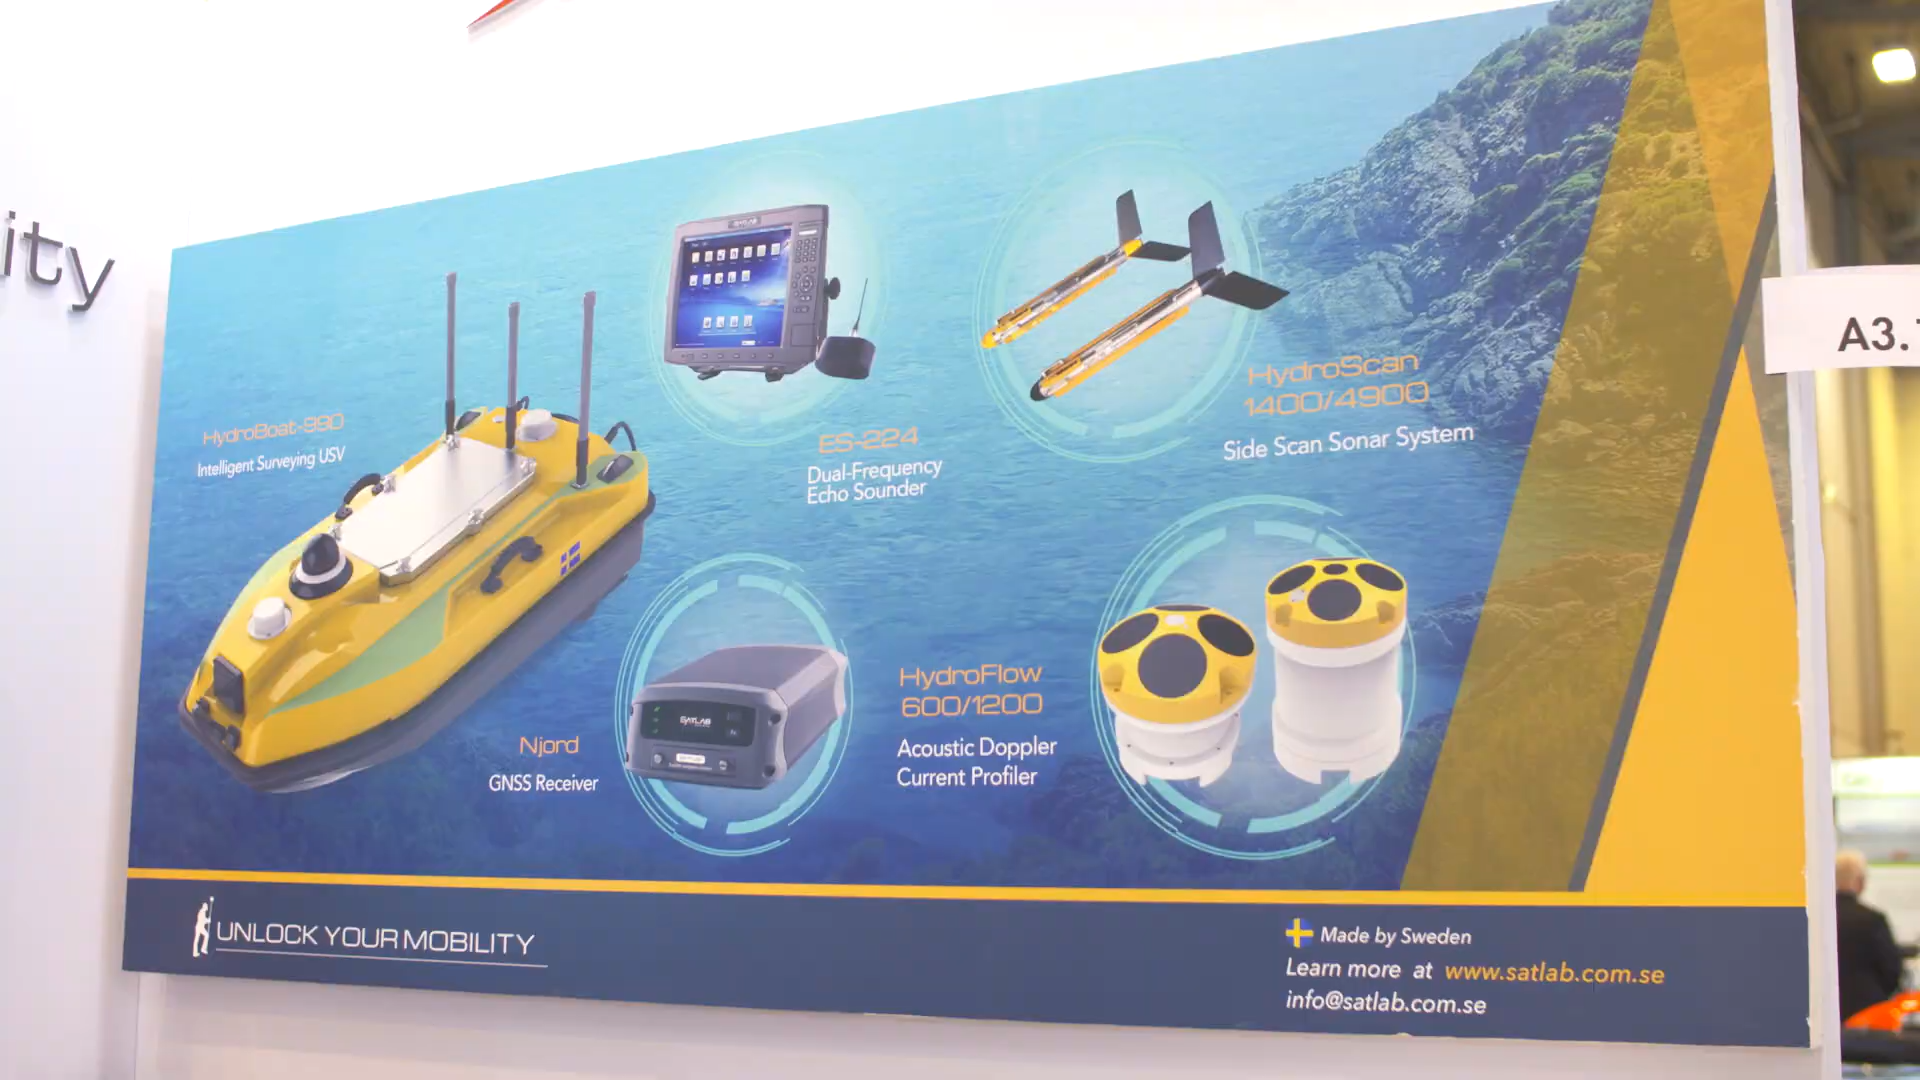 ity
A3.
HydroBoat-990
Intelligent Surveying USV
SATLAB
ES-224
Dual-Frequency
Echo Sounder
HydroScan
1400/4900
Side Scan Sonar System
Njord
GNSS Receiver
SATLAB
HydroFlow
600/1200
Acoustic Doppler
Current Profiler
UNLOCK YOUR MOBILITY
Made by Sweden
Learn more at www.satlab.com.se
info@satlab.com.se